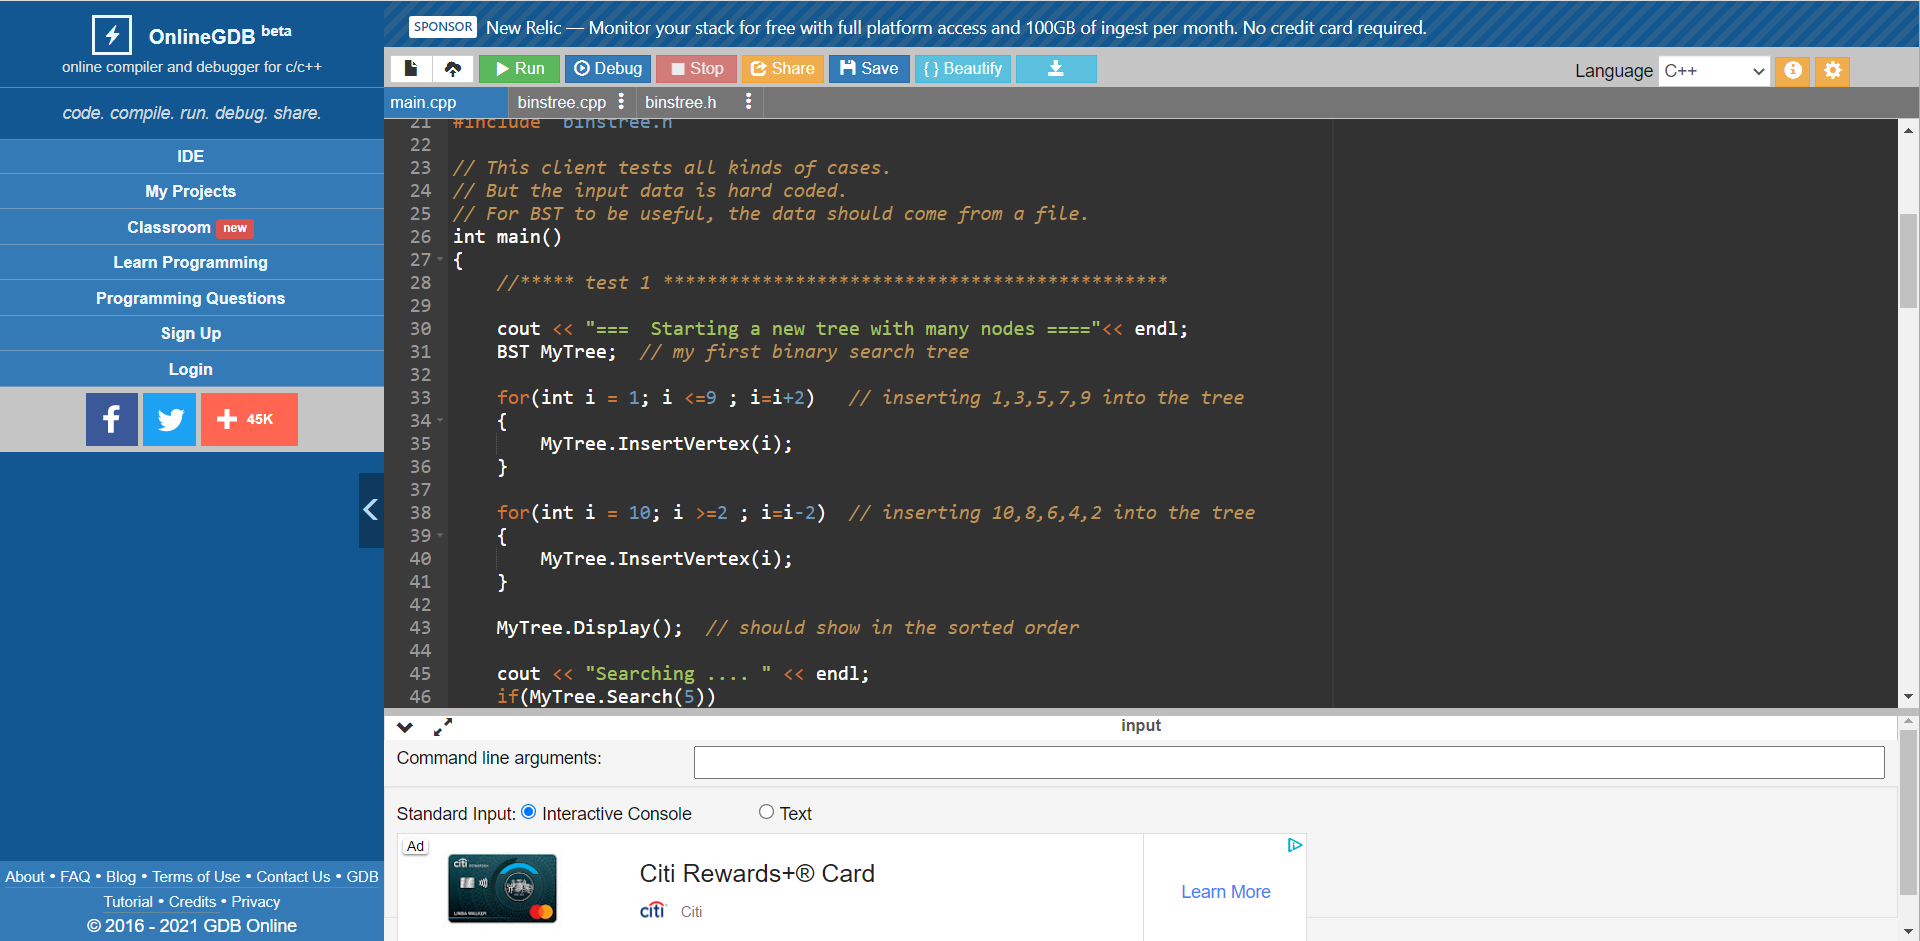 OnlineGDB beta
online compiler and debugger for c/c++
code. compile. run. debug. share.
IDE
My Projects
Classroom new
Learn Programming
Programming Questions
Sign Up
Login
45K
About • FAQ • Blog • Terms of Use • Contact Us • GDB
Tutorial • Credits • Privacy
© 2016 - 2021 GDB Online
SPONSOR New Relic — Monitor your stack for free with full platform access and 100GB of ingest per month. No credit card required.
Run Debug Stop Share Save { } Beautify
Language C++
main.cpp binstree.cpp binstree.h
21 #include "binstree.h"
22
23 // This client tests all kinds of cases.
24 // But the input data is hard coded.
25 // For BST to be useful, the data should come from a file.
26 int main()
27 {
28     //***** test 1 **********************************************
29
30     cout << "===  Starting a new tree with many nodes ===="<< endl;
31     BST MyTree;  // my first binary search tree
32
33     for(int i = 1; i <=9 ; i=i+2)   // inserting 1,3,5,7,9 into the tree
34     {
35         MyTree.InsertVertex(i);
36     }
37
38     for(int i = 10; i >=2 ; i=i-2)  // inserting 10,8,6,4,2 into the tree
39     {
40         MyTree.InsertVertex(i);
41     }
42
43     MyTree.Display();  // should show in the sorted order
44
45     cout << "Searching .... " << endl;
46     if(MyTree.Search(5))
input
Command line arguments:
Standard Input: Interactive Console Text
Ad
citi
LINDA WALKER
Citi Rewards+® Card
citi Citi
Learn More